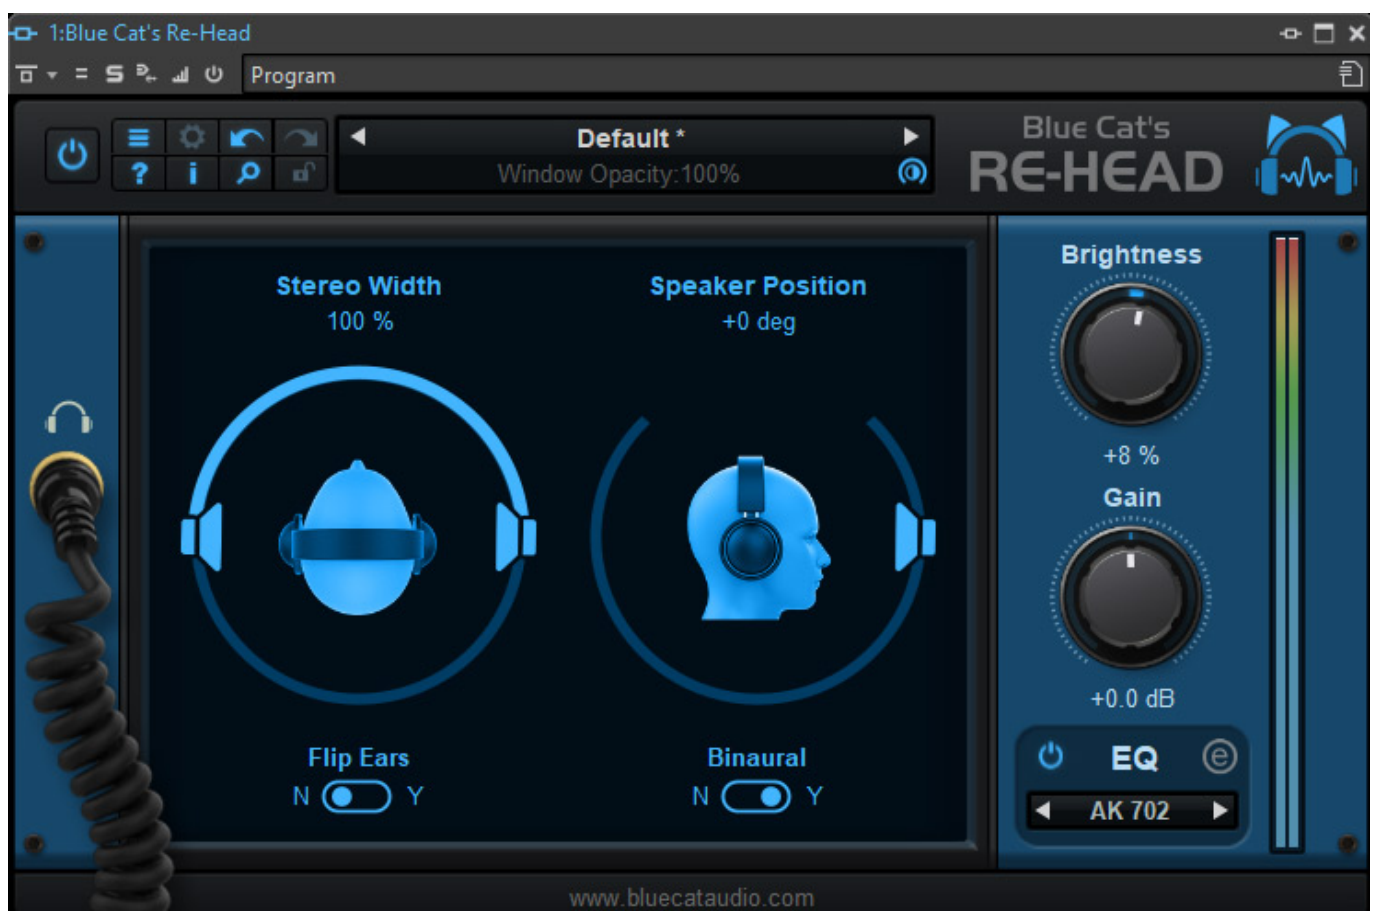 1:Blue Cat's Re-Head
Program
Default *
Window Opacity:100%
Blue Cat's
RE-HEAD
Stereo Width
100 %
Speaker Position
+0 deg
Brightness
+8 %
Gain
+0.0 dB
Flip Ears
N Y
Binaural
N Y
EQ e
AK 702
www.bluecataudio.com